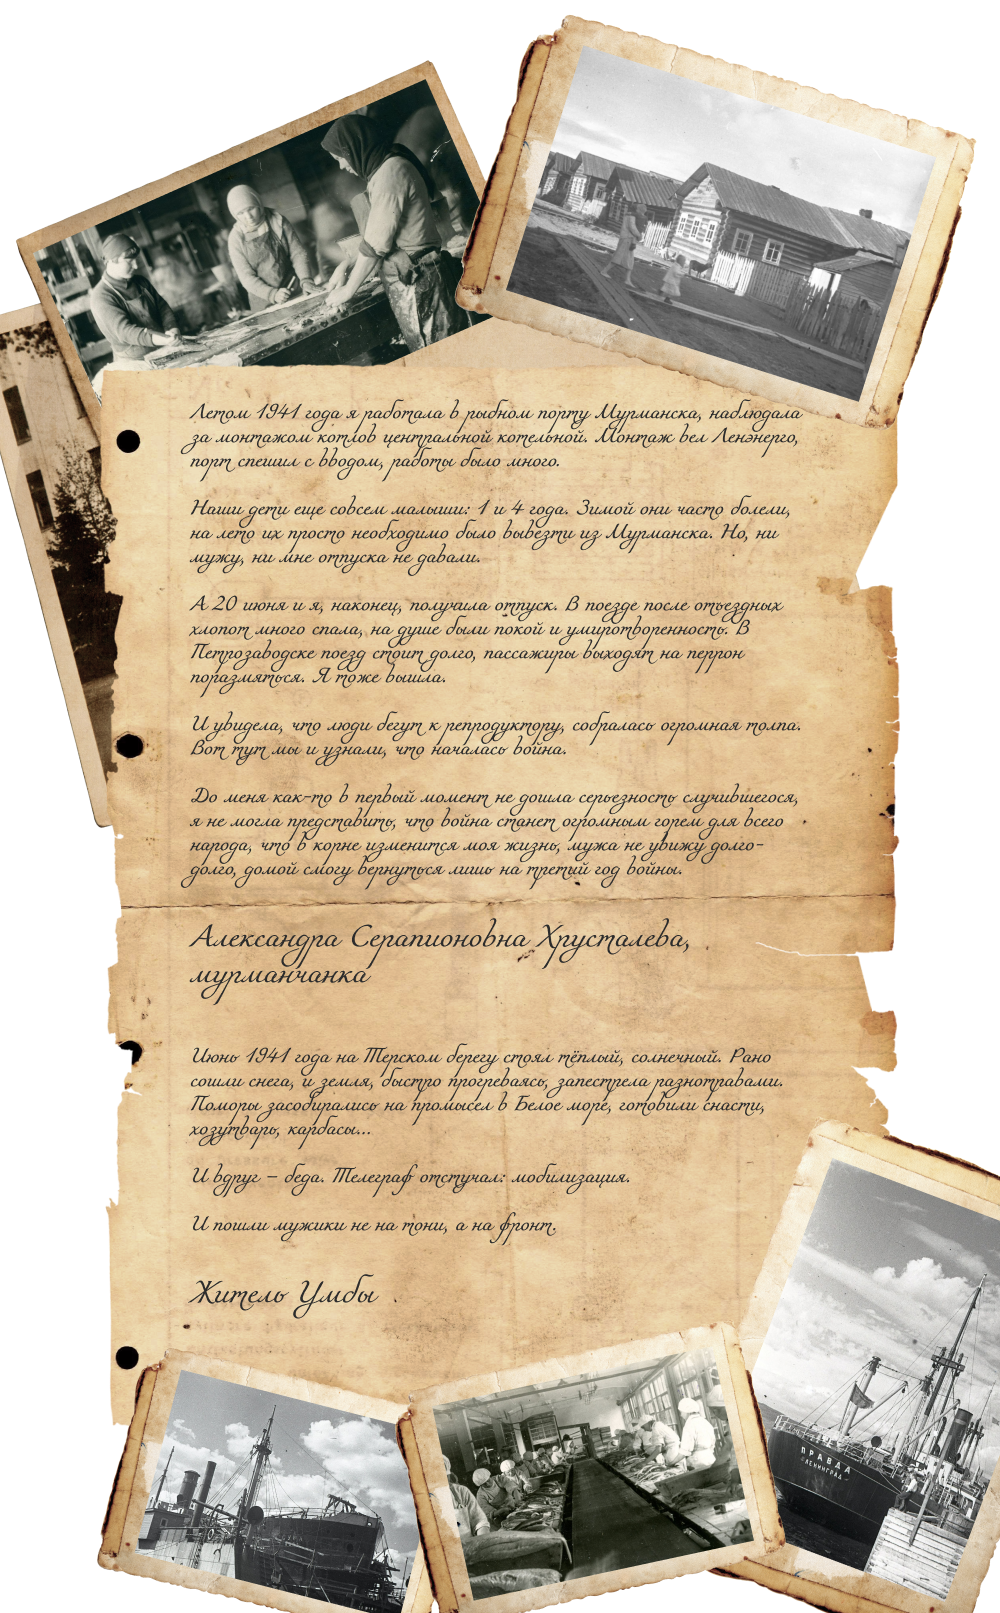 Летом 1941 года я работала в рыбном порту Мурманска, наблюдала
за монтажом котлов центральной котельной. Монтаж вел Ленэнерго,
порт спешил с вводом, работы было много.
Наши дети еще совсем малыши: 1 и 4 года. Зимой они часто болели,
на лето их просто необходимо было вывезти из Мурманска. Но, ни
мужу, ни мне отпуска не давали.
А 20 июня и я, наконец, получила отпуск. В поезде после отъездных
хлопот много спала, на душе были покой и умиротворенность. В
Петрозаводске поезд стоит долго, пассажиры выходят на перрон
поразмяться. Я тоже вышла.
И увидела, что люди бегут к репродуктору, собралась огромная толпа.
Вот тут мы и узнали, что началась война.
До меня как-то в первый момент не дошла серьезность случившегося,
я не могла представить, что война станет огромным горем для всего
народа, что в корне изменится моя жизнь, мужа не увижу долго-
долго, домой смогу вернуться лишь на третий год войны.
Александра Серапионовна Хрусталева,
мурманчанка
Июнь 1941 года на Терском берегу стоял тёплый, солнечный. Рано
сошли снега, и земля, быстро прогреваясь, запестрела разнотравами.
Поморы засобирались на промысел в Белое море, готовили снасти,
хозутварь, карбасы...
И вдруг – беда. Телеграф отстучал: мобилизация.
И пошли мужики не на тони, а на фронт.
Житель Умбы
ПРАВДА
ЛЕНИНГРАД